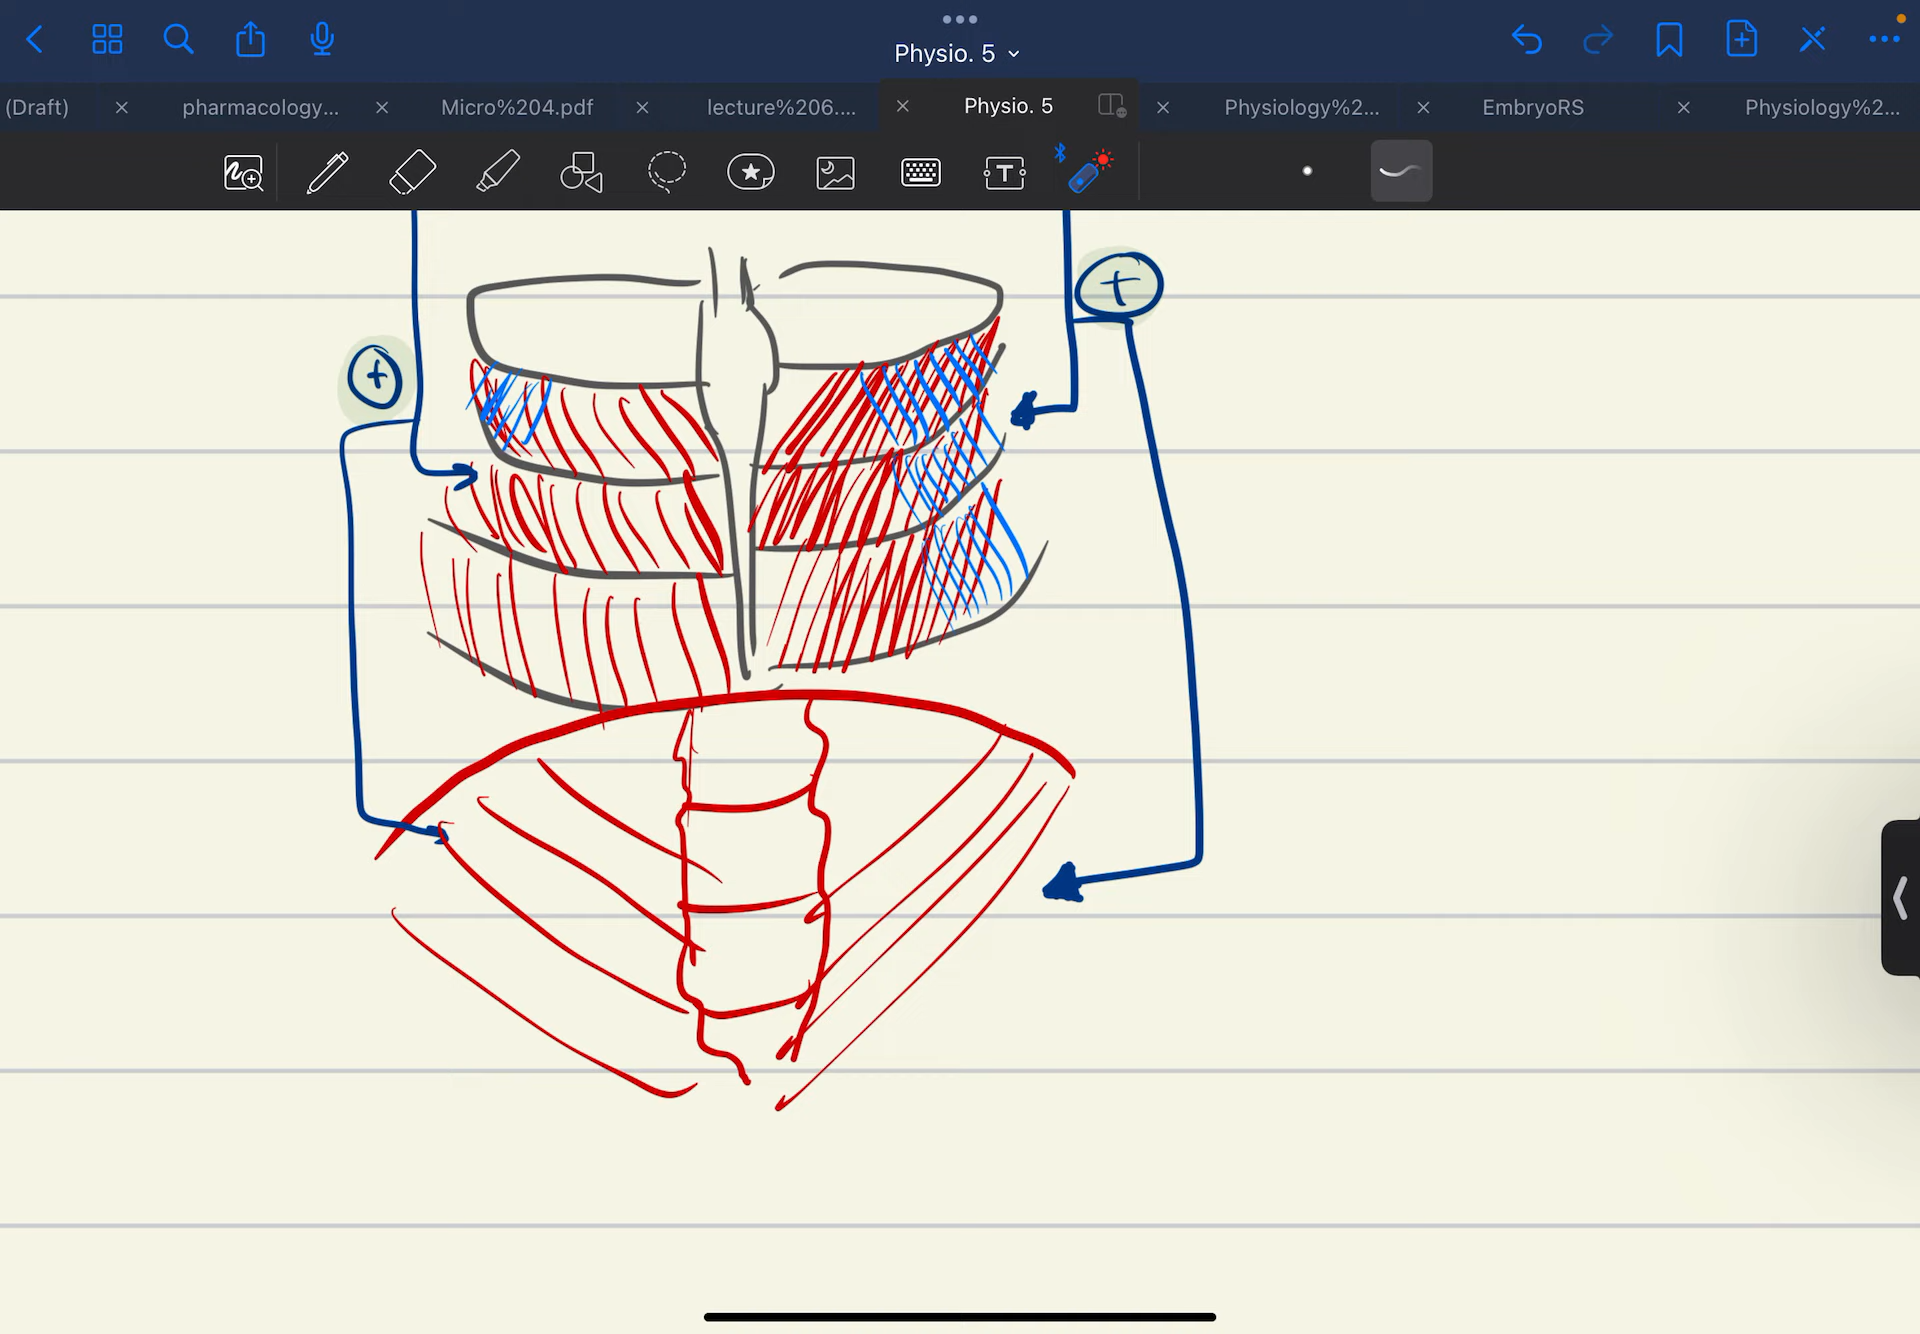 Physio. 5
(Draft)
pharmacology...
Micro%204.pdf
lecture%206....
Physio. 5
Physiology%2...
EmbryoRS
Physiology%2...
T
+
+